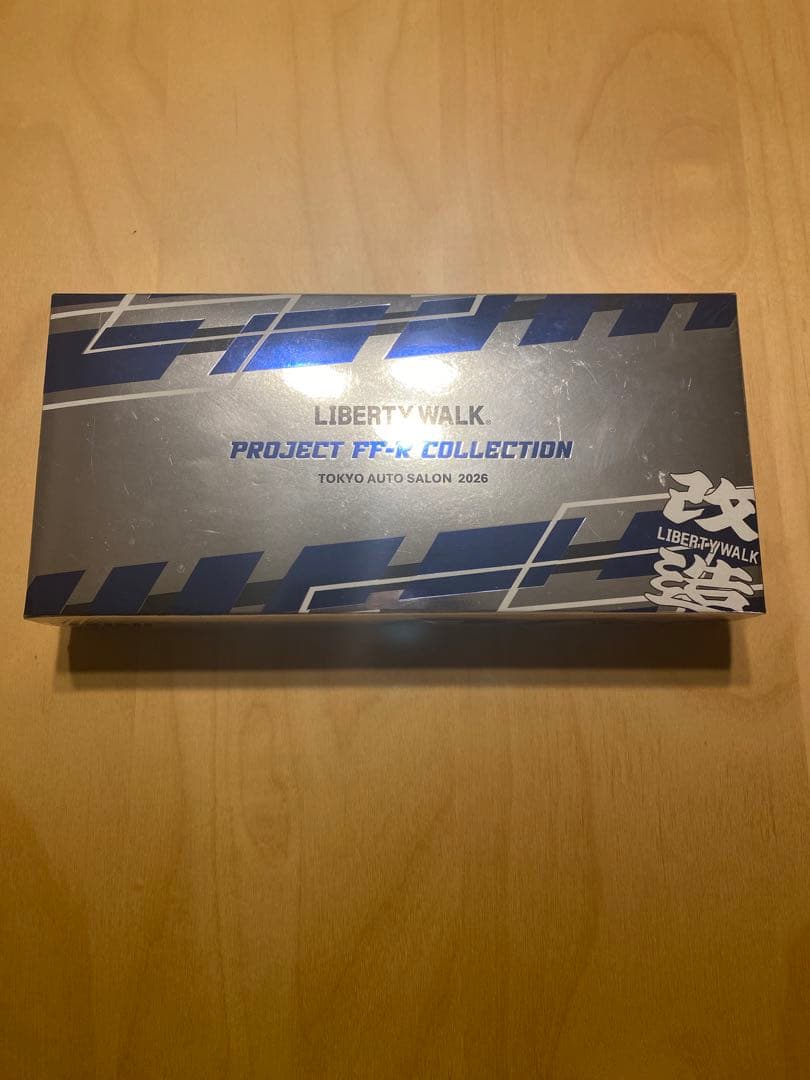 LIBERTY WALK®
PROJECT FF-R COLLECTION
TOKYO AUTO SALON 2026
改
LIBERTY WALK
造